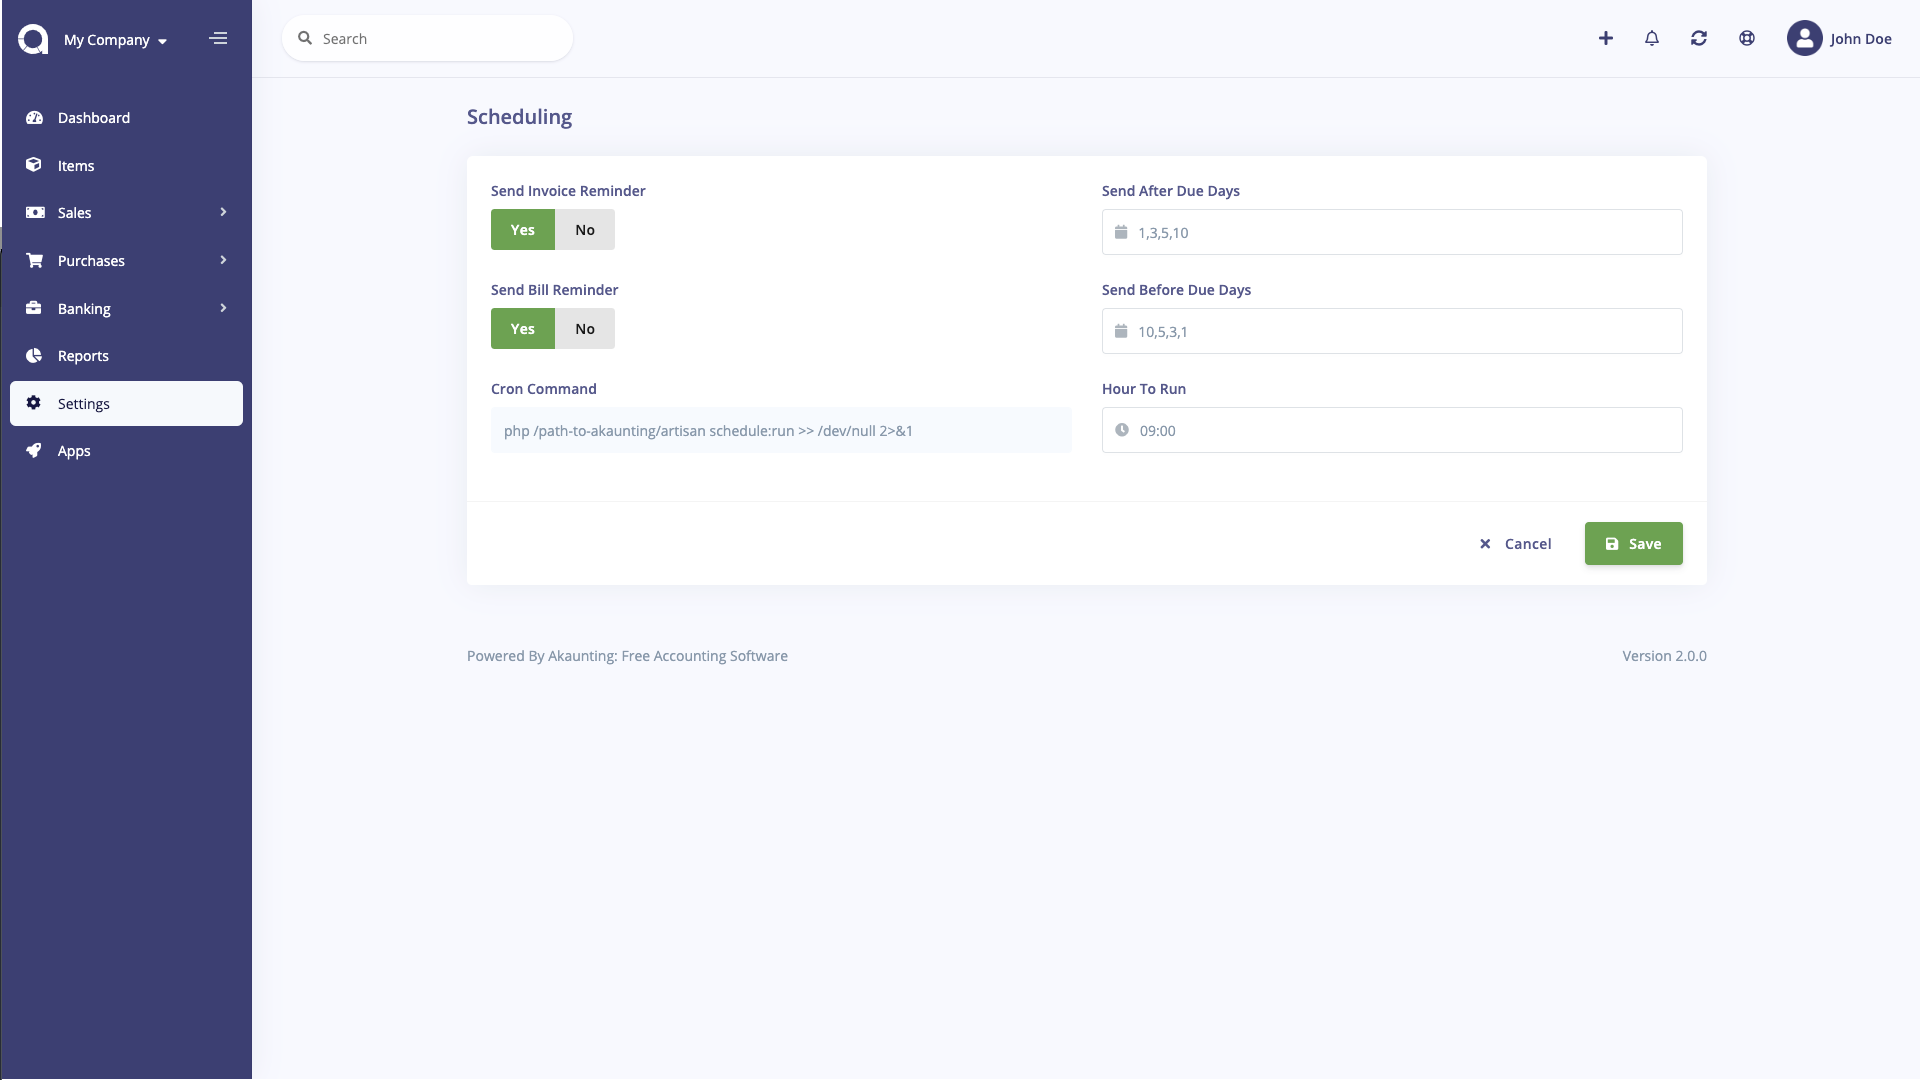 My Company
Search
John Doe
Dashboard
Items
Sales
Purchases
Banking
Reports
Settings
Apps
Scheduling
Send Invoice Reminder
Yes No
Send After Due Days
1,3,5,10
Send Bill Reminder
Yes No
Send Before Due Days
10,5,3,1
Cron Command
php /path-to-akaunting/artisan schedule:run >> /dev/null 2>&1
Hour To Run
09:00
Cancel
Save
Powered By Akaunting: Free Accounting Software
Version 2.0.0